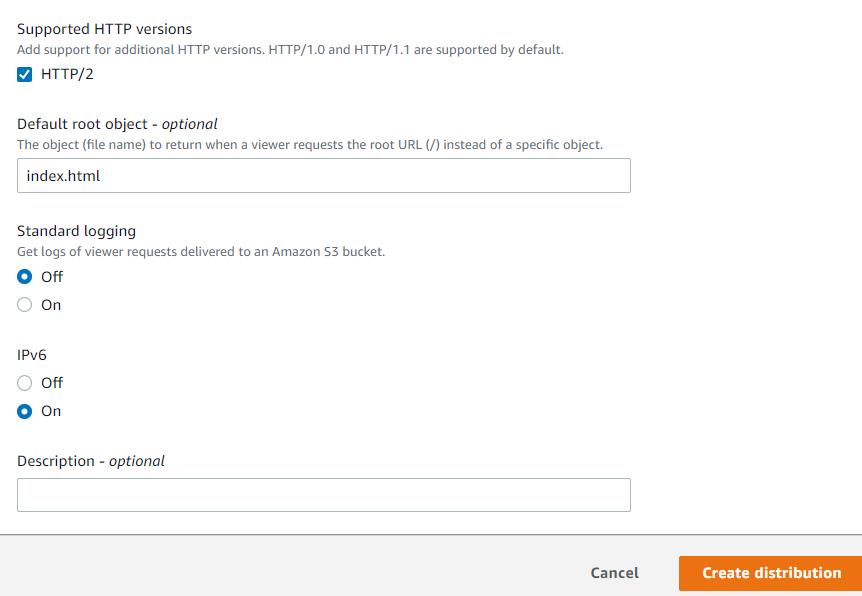 Supported HTTP versions
Add support for additional HTTP versions. HTTP/1.0 and HTTP/1.1 are supported by default.
HTTP/2
Default root object - optional
The object (file name) to return when a viewer requests the root URL (/) instead of a specific object.
index.html
Standard logging
Get logs of viewer requests delivered to an Amazon S3 bucket.
Off
On
IPv6
Off
On
Description - optional
Cancel Create distribution